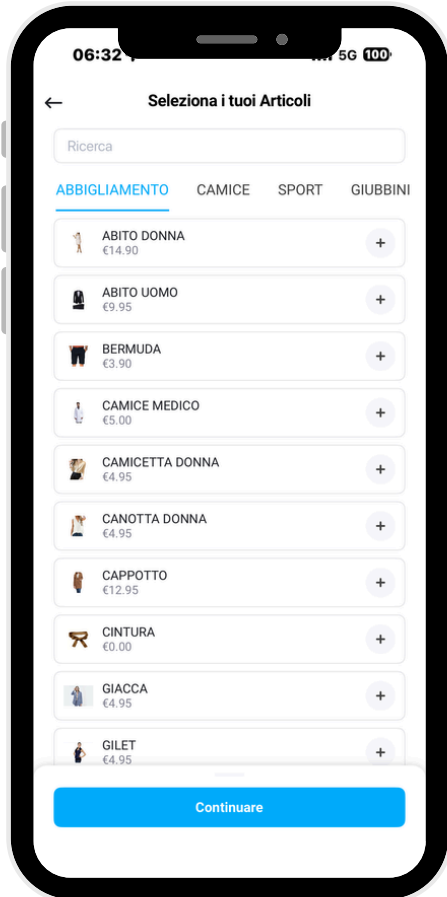 06:32
5G 100
Seleziona i tuoi Articoli
Ricerca
ABBIGLIAMENTO CAMICE SPORT GIUBBINI
ABITO DONNA
€14.90
ABITO UOMO
€9.95
BERMUDA
€3.90
CAMICE MEDICO
€5.00
CAMICETTA DONNA
€4.95
CANOTTA DONNA
€4.95
CAPPOTTO
€12.95
CINTURA
€0.00
GIACCA
€4.95
GILET
€4.95
Continuare